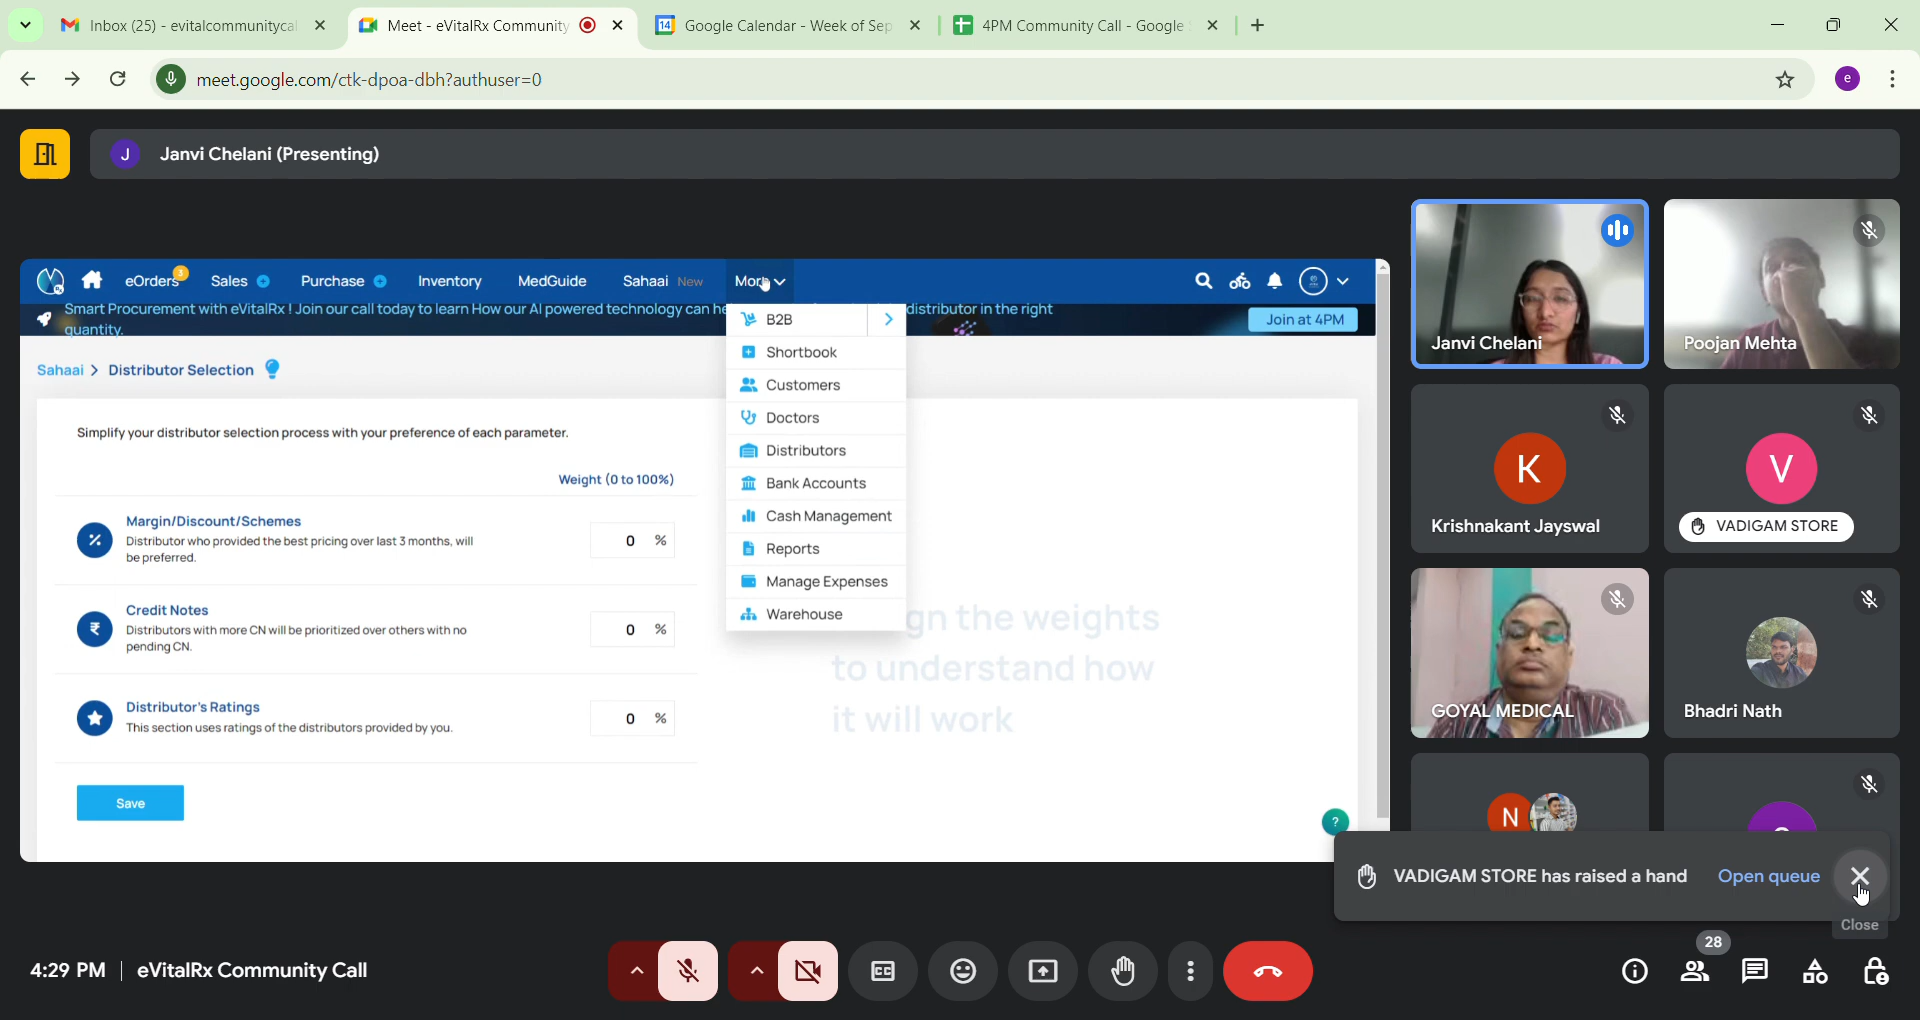 Inbox (25) - evitalcommunityca
Meet - eVitalRx Community
Google Calendar - Week of Sep
4PM Community Call - Google
meet.google.com/ctk-dpoa-dbh?authuser=0
e
J Janvi Chelani (Presenting)
eOrders 3 Sales Purchase Inventory MedGuide Sahaai New More
Smart Procurement with eVitalRx ! Join our call today to learn How our AI powered technology can he distributor in the right
quantity.
Join at 4PM
Sahaai > Distributor Selection
Simplify your distributor selection process with your preference of each parameter.
Weight (0 to 100%)
Margin/Discount/Schemes
Distributor who provided the best pricing over last 3 months, will
be preferred.
0 %
Credit Notes
Distributors with more CN will be prioritized over others with no
pending CN.
0 %
Distributor's Ratings
This section uses ratings of the distributors provided by you.
0 %
Save
B2B
Shortbook
Customers
Doctors
Distributors
Bank Accounts
Cash Management
Reports
Manage Expenses
Warehouse
gn the weights
to understand how
it will work
?
Janvi Chelani
Poojan Mehta
K
Krishnakant Jayswal
V
VADIGAM STORE
GOYAL MEDICAL
Bhadri Nath
N
VADIGAM STORE has raised a hand Open queue
Close
4:29 PM | eVitalRx Community Call
28